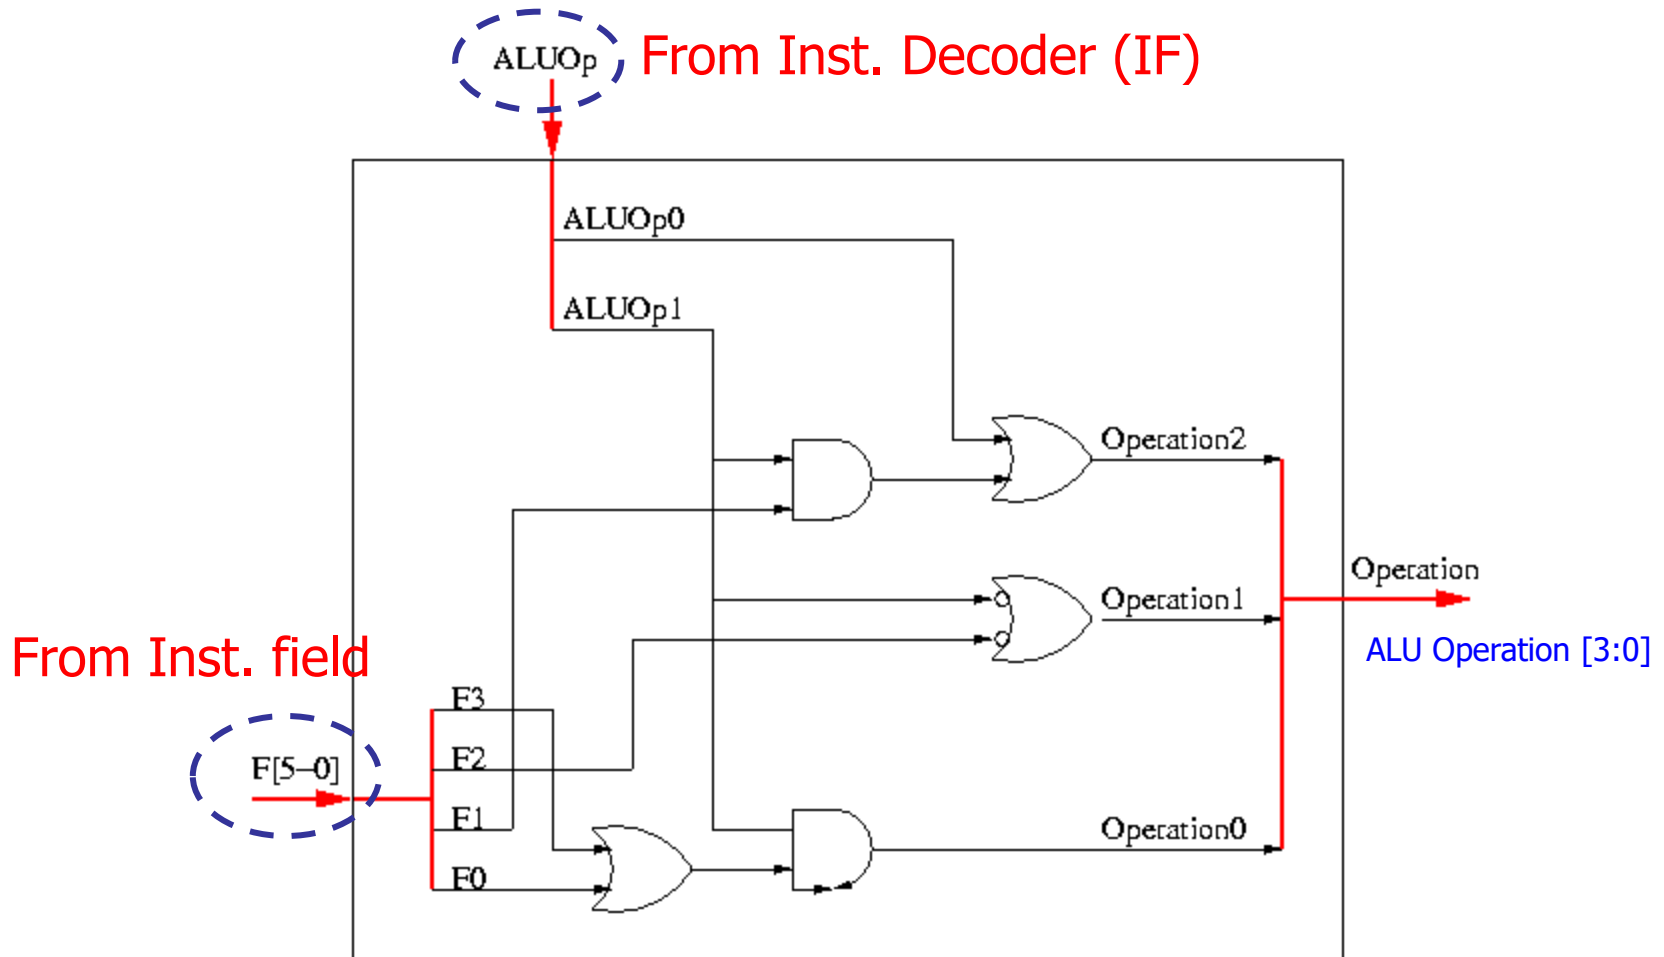 ALUOp
From Inst. Decoder (IF)
ALUOp0
ALUOp1
Operation2
Operation
Operation1
From Inst. field
ALU Operation [3:0]
F3
F2
F[5–0]
F1
Operation0
F0